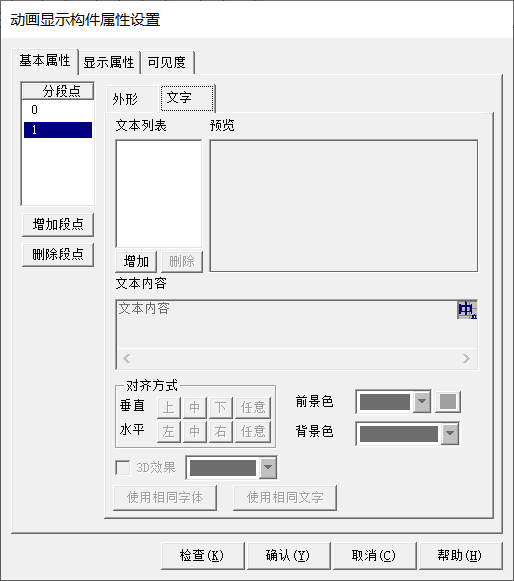 动画显示构件属性设置
基本属性 显示属性 可见度
分段点
0
1
增加段点
删除段点
外形 文字
文本列表 预览
增加 删除
文本内容
文本内容
中
对齐方式
垂直 上 中 下 任意
水平 左 中 右 任意
前景色
背景色
3D效果
使用相同字体 使用相同文字
检查(K) 确认(Y) 取消(C) 帮助(H)